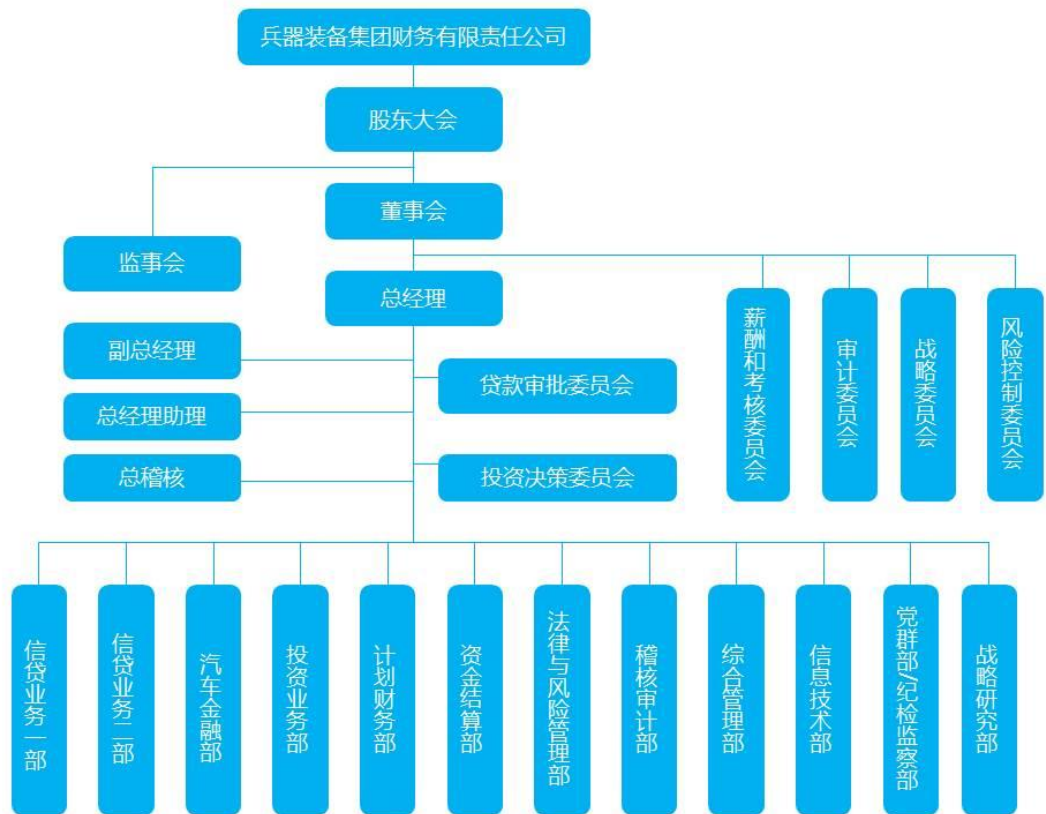 兵器装备集团财务有限责任公司
股东大会
董事会
监事会
总经理
副总经理
总经理助理
总稽核
贷款审批委员会
投资决策委员会
薪酬和考核委员会
审计委员会
战略委员会
风险控制委员会
信贷业务一部
信贷业务二部
汽车金融部
投资业务部
计划财务部
资金结算部
法律与风险管理部
稽核审计部
综合管理部
信息技术部
党群部/纪检监察部
战略研究部